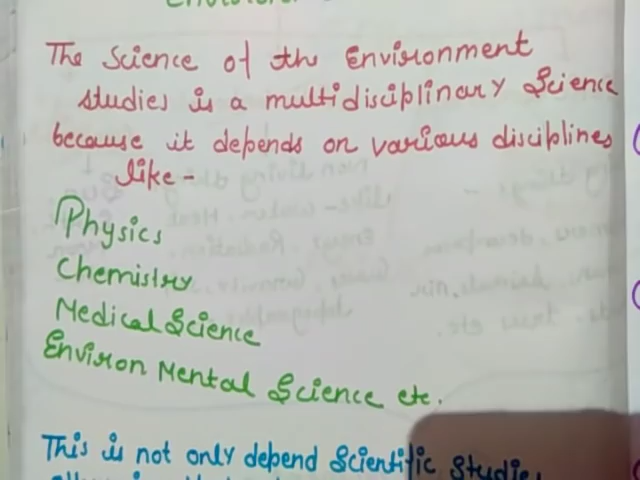 The Science of the Environment
studies is a multidisciplinary Science
because it depends on various disciplines
like-
Physics
Chemistry
Medical Science
Environ Mental Science etc.
This is not only depend Scientific Studies